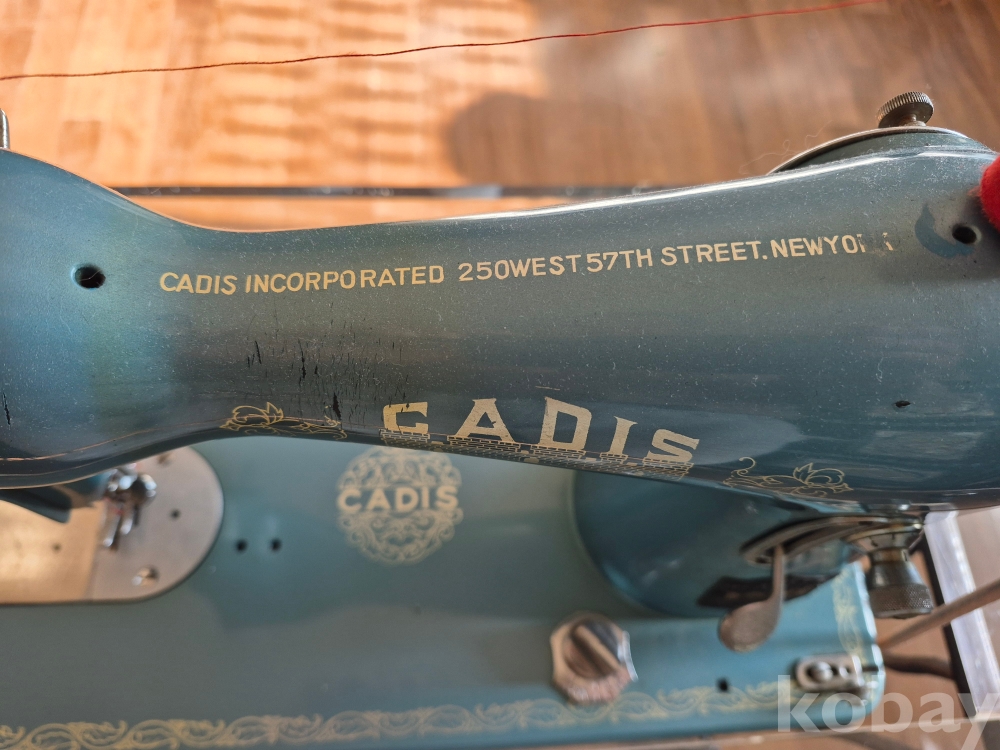 CADIS INCORPORATED 250WEST 57TH STREET. NEWYORK
CADIS
CADIS
kobay